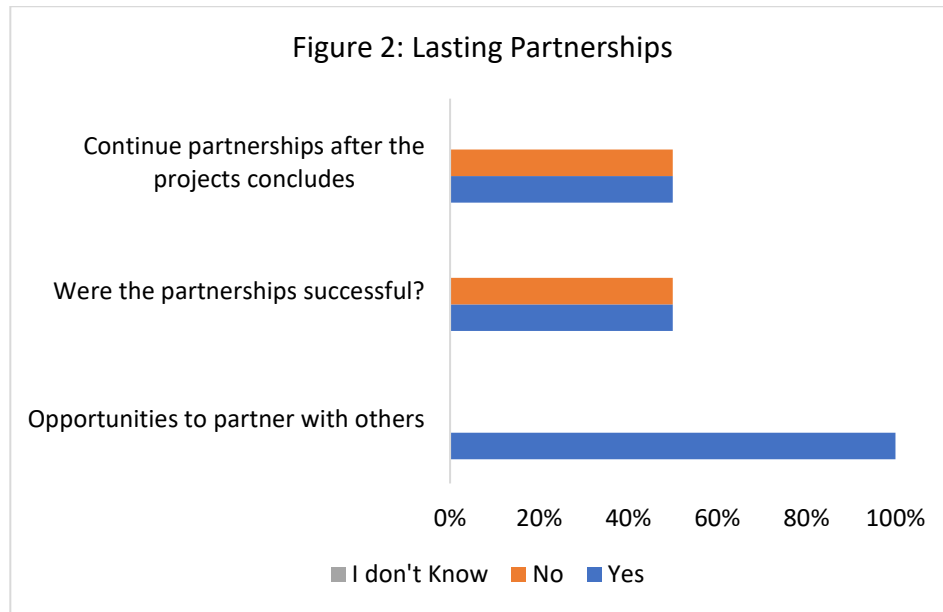 Figure 2: Lasting Partnerships
Continue partnerships after the
projects concludes
Were the partnerships successful?
Opportunities to partner with others
0% 20% 40% 60% 80% 100%
I don't Know No Yes